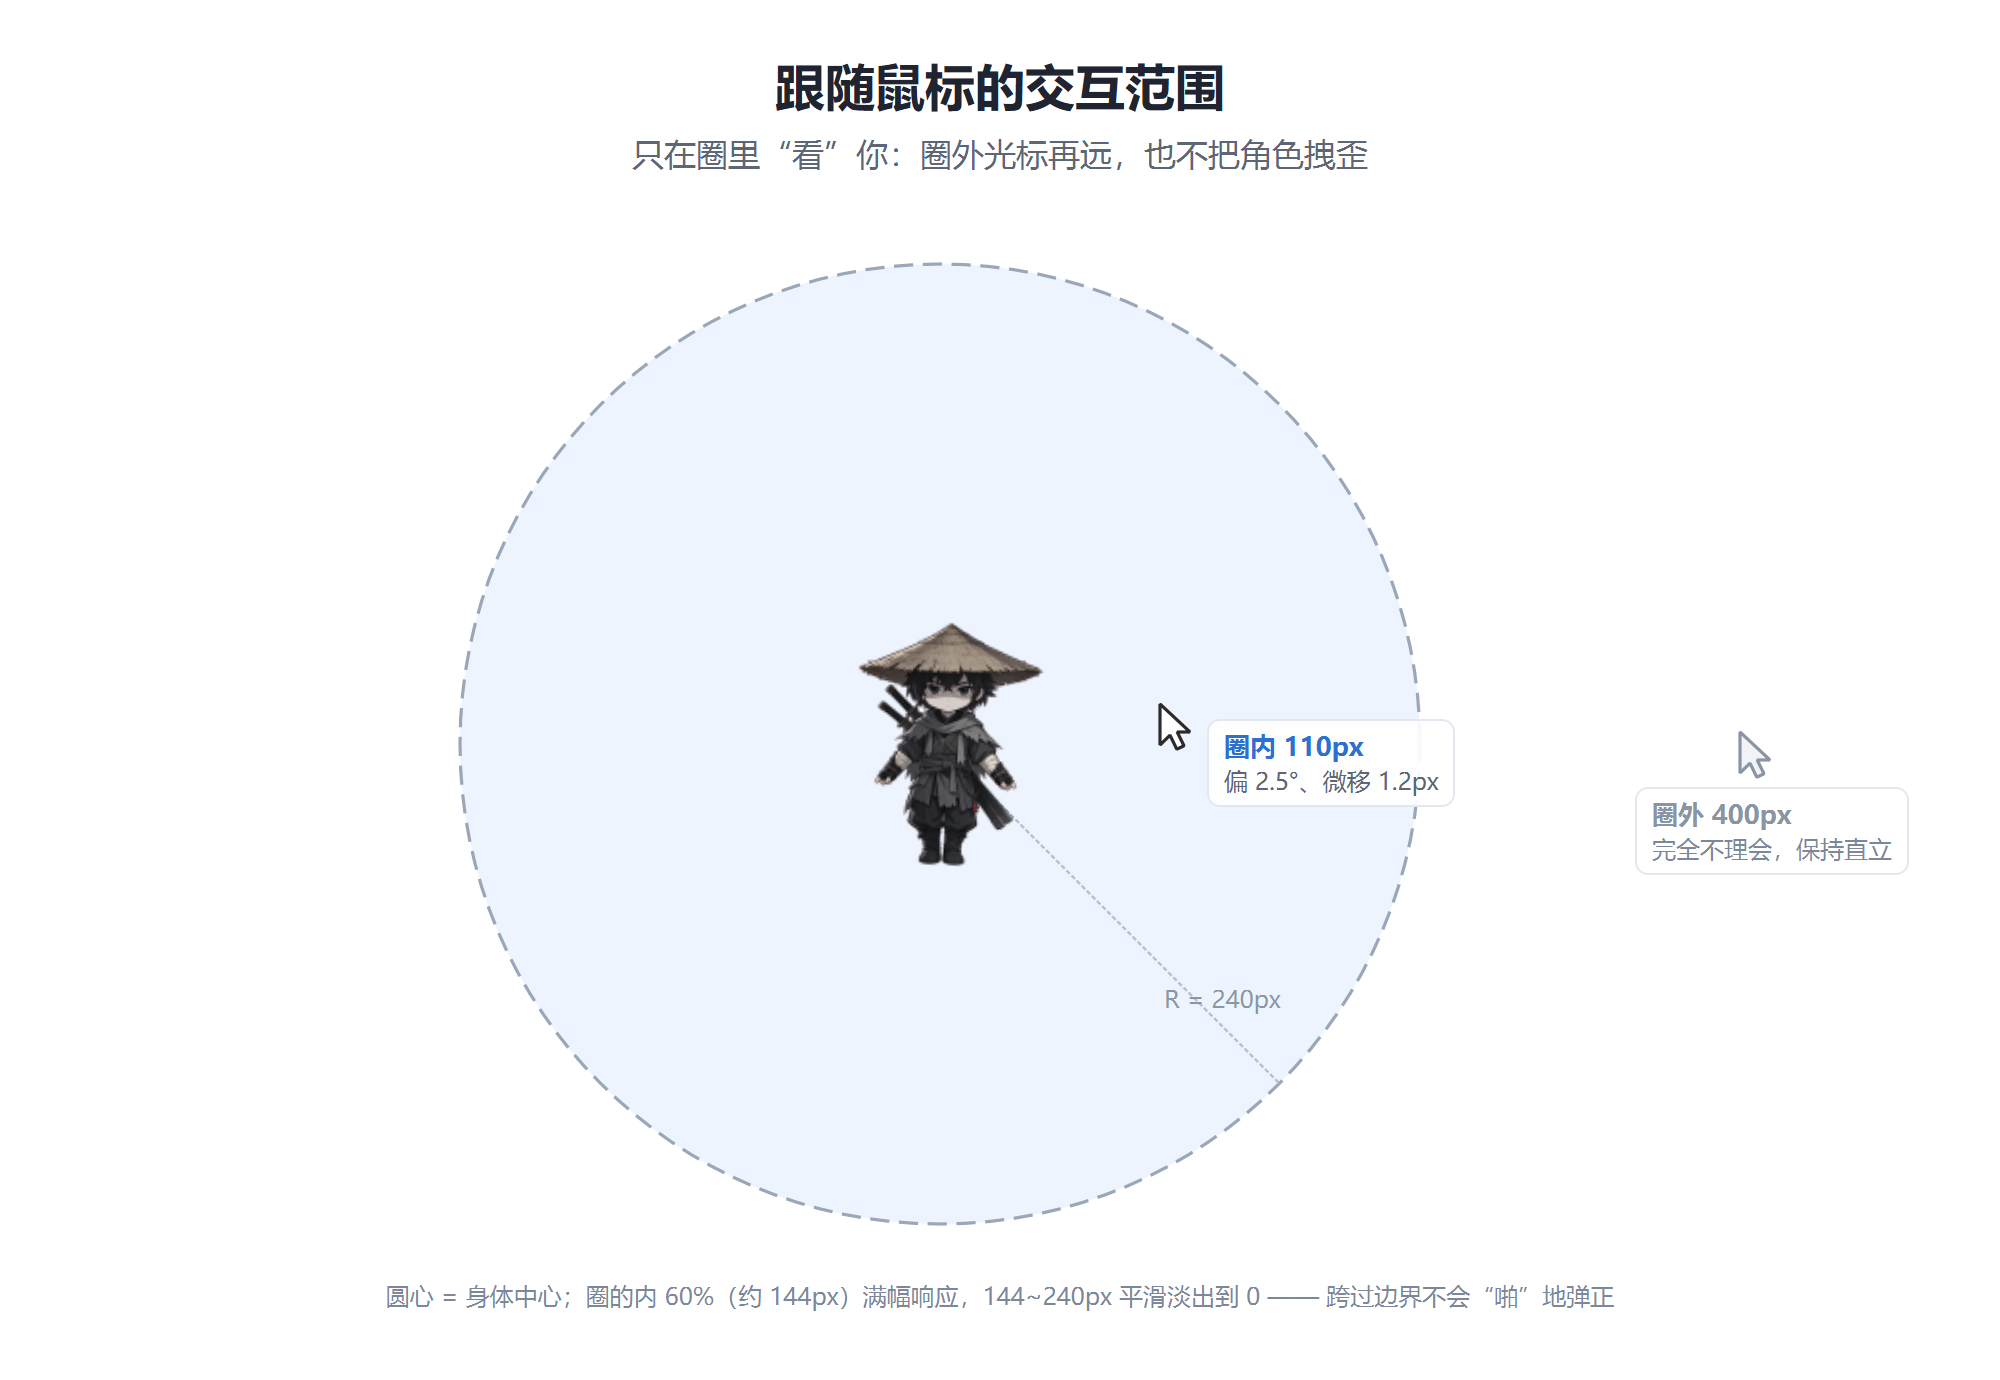 跟随鼠标的交互范围
只在圈里“看”你：圈外光标再远，也不把角色拽歪
圈内 110px
偏 2.5°、微移 1.2px
圈外 400px
完全不理会，保持直立
R = 240px
圆心 = 身体中心；圈的内 60%（约 144px）满幅响应，144~240px 平滑淡出到 0 —— 跨过边界不会“啪”地弹正